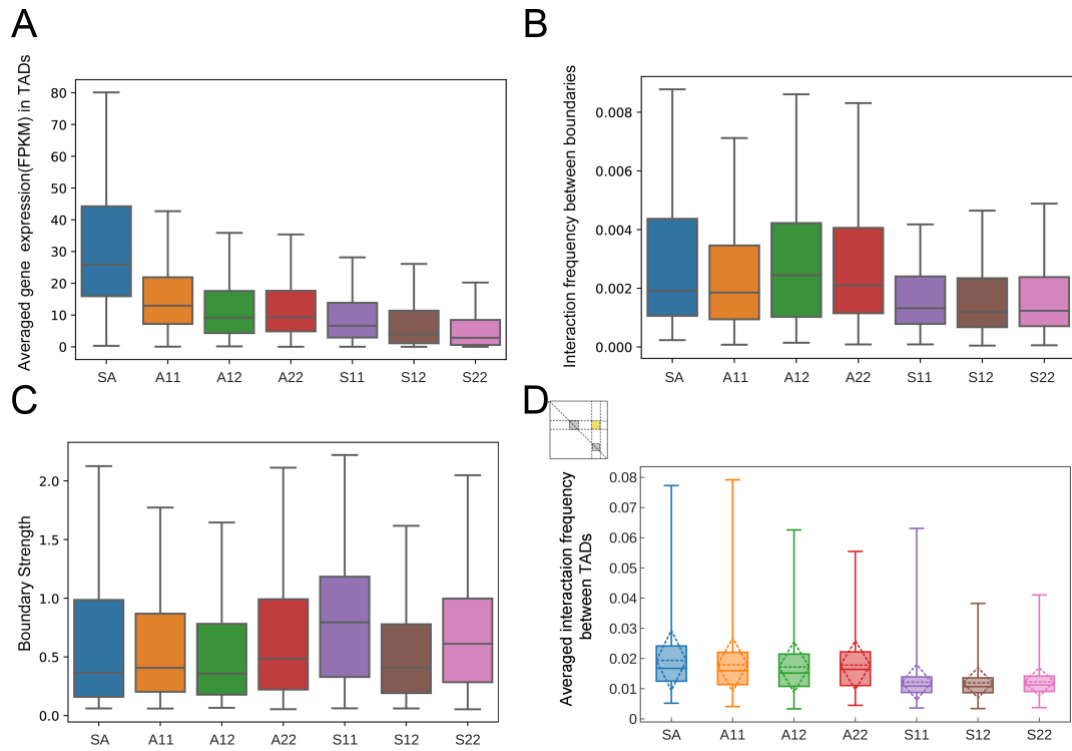 A
Averaged gene expression(FPKM) in TADs
80
70
60
50
40
30
20
10
0
SA A11 A12 A22 S11 S12 S22
B
Interaction frequency between boundaries
0.008
0.006
0.004
0.002
0.000
SA A11 A12 A22 S11 S12 S22
C
Boundary Strength
2.0
1.5
1.0
0.5
0.0
SA A11 A12 A22 S11 S12 S22
D
Averaged interactaion frequency
between TADs
0.08
0.07
0.06
0.05
0.04
0.03
0.02
0.01
0
SA A11 A12 A22 S11 S12 S22